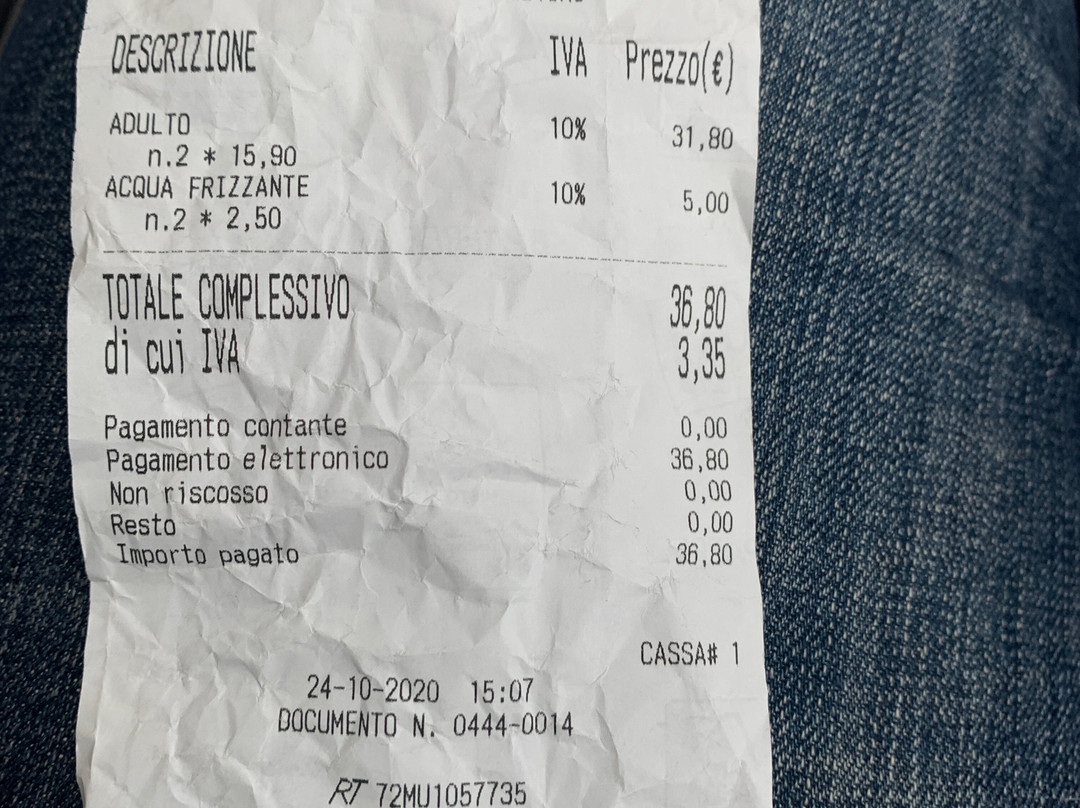 DESCRIZIONE IVA Prezzo(€)
ADULTO 10% 31,80
n.2 * 15,90
ACQUA FRIZZANTE 10% 5,00
n.2 * 2,50
TOTALE COMPLESSIVO 36,80
di cui IVA 3,35
Pagamento contante 0,00
Pagamento elettronico 36,80
Non riscosso 0,00
Resto 0,00
Importo pagato 36,80
CASSA# 1
24-10-2020 15:07
DOCUMENTO N. 0444-0014
RT 72MU1057735